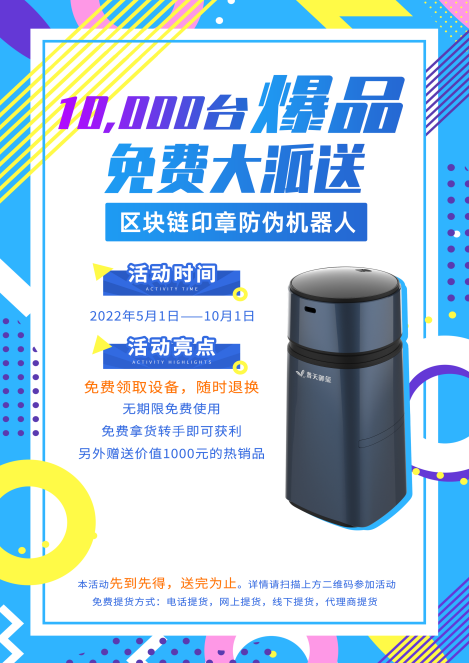 10,000台爆品
免费大派送
区块链印章防伪机器人
活动时间
ACTIVITY TIME
2022年5月1日——10月1日
活动亮点
ACTIVITY HIGHLIGHTS
免费领取设备，随时退换
无期限免费使用
免费拿货转手即可获利
另外赠送价值1000元的热销品
普天御玺
本活动先到先得，送完为止。详情请扫描上方二维码参加活动
免费提货方式：电话提货，网上提货，线下提货，代理商提货